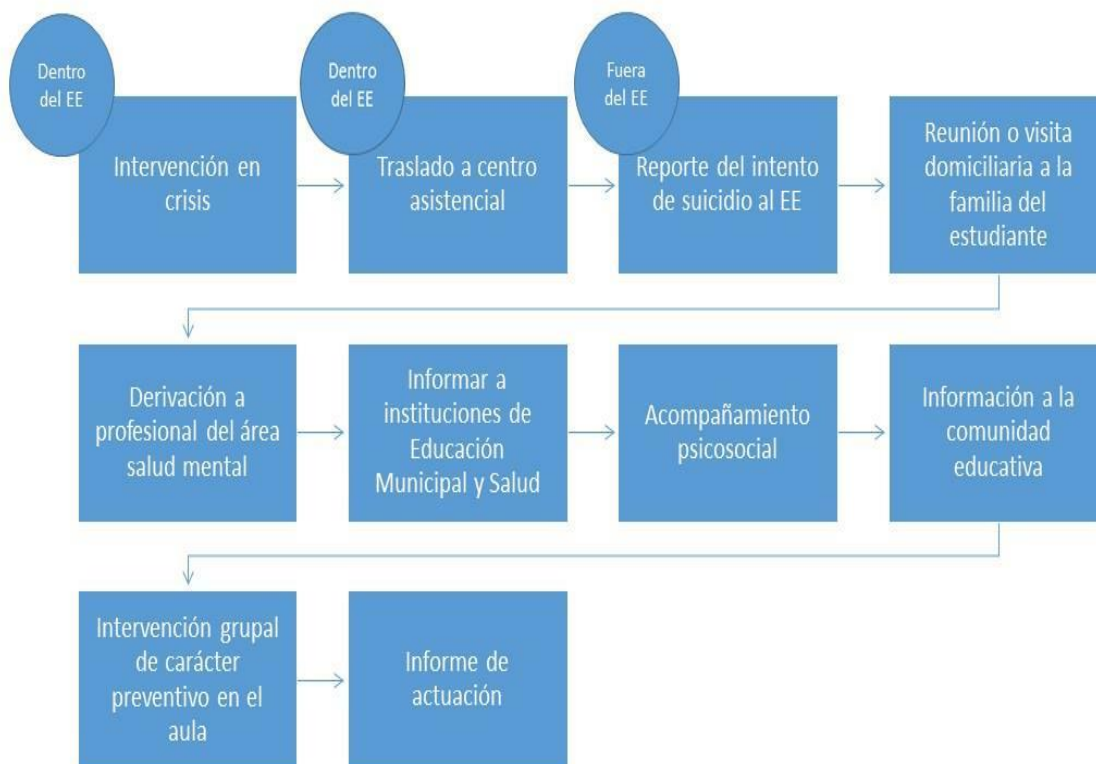 Dentro
del EE
Intervención en
crisis
Dentro
del EE
Traslado a centro
asistencial
Fuera
del EE
Reporte del intento
de suicidio al EE
Reunión o visita
domiciliaria a la
familia del
estudiante
Derivación a
profesional del área
salud mental
Informar a
instituciones de
Educación
Municipal y Salud
Acompañamiento
psicosocial
Información a la
comunidad
educativa
Intervención grupal
de carácter
preventivo en el
aula
Informe de
actuación